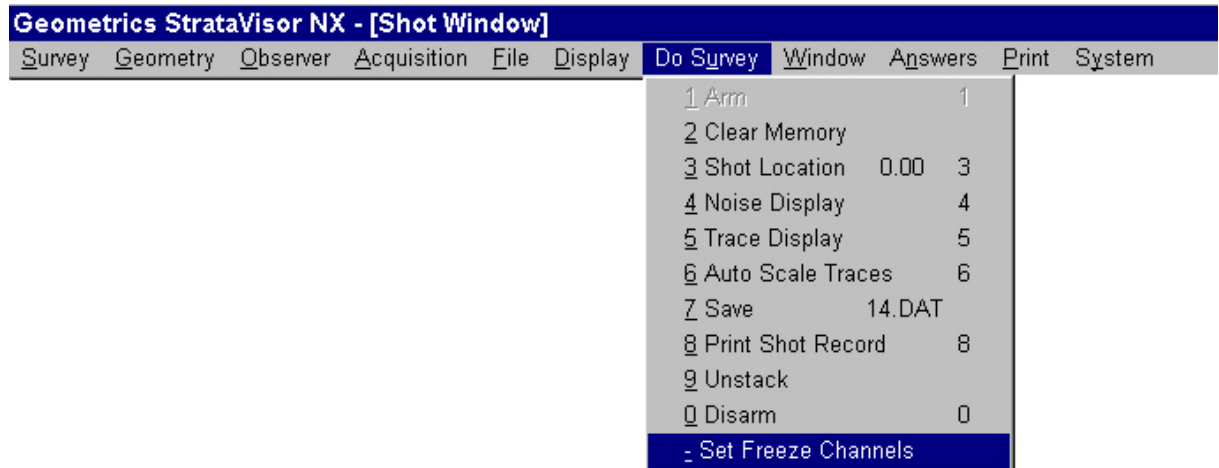 Geometrics StrataVisor NX - [Shot Window]
Survey Geometry Observer Acquisition File Display Do Survey Window Answers Print System
1 Arm 1
2 Clear Memory
3 Shot Location 0.00 3
4 Noise Display 4
5 Trace Display 5
6 Auto Scale Traces 6
7 Save 14.DAT
8 Print Shot Record 8
9 Unstack
0 Disarm 0
- Set Freeze Channels